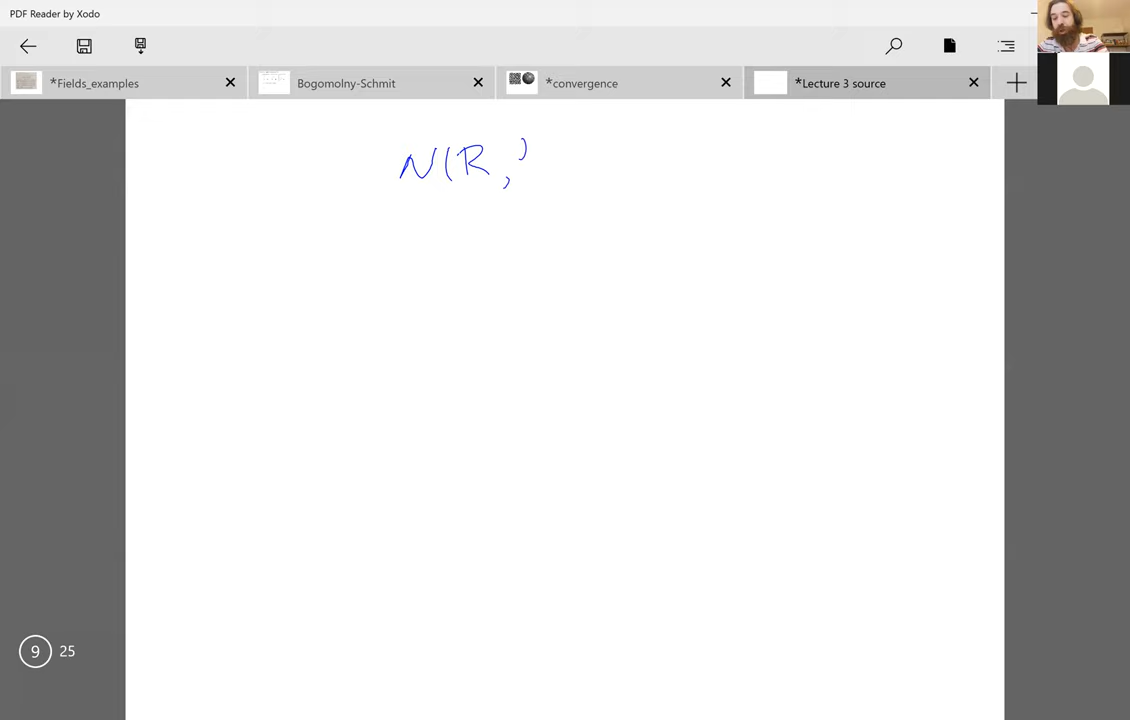 PDF Reader by Xodo
*Fields_examples
Bogomolny-Schmit
*convergence
*Lecture 3 source
N(R,
9 25